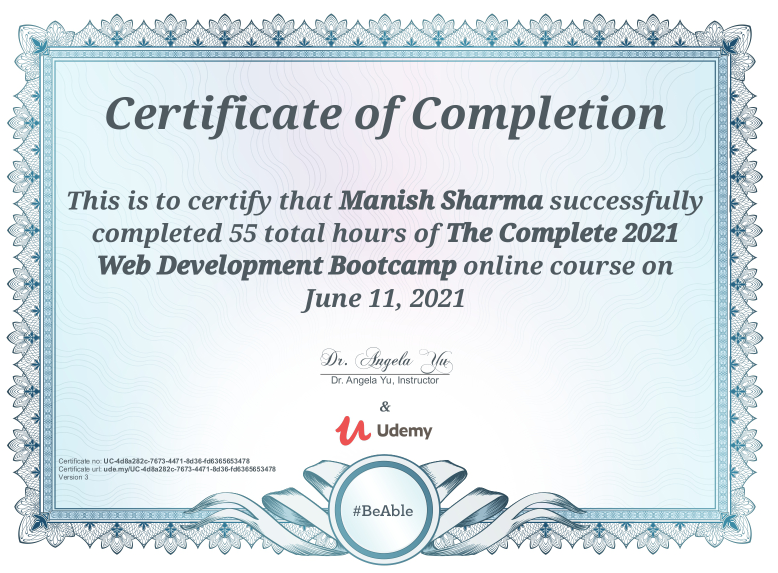 Certificate of Completion
This is to certify that Manish Sharma successfully
completed 55 total hours of The Complete 2021
Web Development Bootcamp online course on
June 11, 2021
Dr. Angela Yu
Dr. Angela Yu, Instructor
&
Udemy
Certificate no: UC-4d8a282c-7673-4471-8d36-fd6365653478
Certificate url: ude.my/UC-4d8a282c-7673-4471-8d36-fd6365653478
Version 3
#BeAble